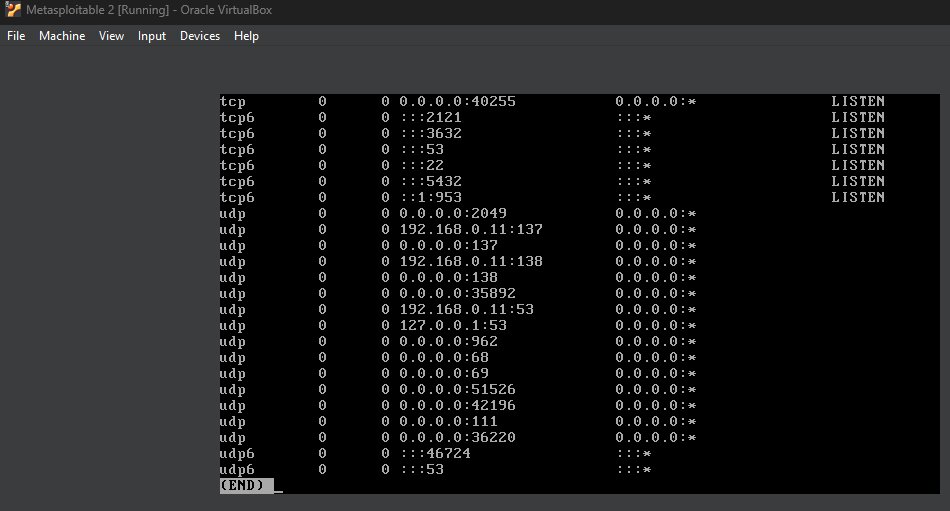 Metasploitable 2 [Running] - Oracle VirtualBox
File Machine View Input Devices Help
tcp 0 0 0.0.0.0:40255 0.0.0.0:* LISTEN
tcp6 0 0 :::2121 :::* LISTEN
tcp6 0 0 :::3632 :::* LISTEN
tcp6 0 0 :::53 :::* LISTEN
tcp6 0 0 :::22 :::* LISTEN
tcp6 0 0 :::5432 :::* LISTEN
tcp6 0 0 ::1:953 :::* LISTEN
udp 0 0 0.0.0.0:2049 0.0.0.0:*
udp 0 0 192.168.0.11:137 0.0.0.0:*
udp 0 0 0.0.0.0:137 0.0.0.0:*
udp 0 0 192.168.0.11:138 0.0.0.0:*
udp 0 0 0.0.0.0:138 0.0.0.0:*
udp 0 0 0.0.0.0:35892 0.0.0.0:*
udp 0 0 192.168.0.11:53 0.0.0.0:*
udp 0 0 127.0.0.1:53 0.0.0.0:*
udp 0 0 0.0.0.0:962 0.0.0.0:*
udp 0 0 0.0.0.0:68 0.0.0.0:*
udp 0 0 0.0.0.0:69 0.0.0.0:*
udp 0 0 0.0.0.0:51526 0.0.0.0:*
udp 0 0 0.0.0.0:42196 0.0.0.0:*
udp 0 0 0.0.0.0:111 0.0.0.0:*
udp 0 0 0.0.0.0:36220 0.0.0.0:*
udp6 0 0 :::46724 :::*
udp6 0 0 :::53 :::*
(END)